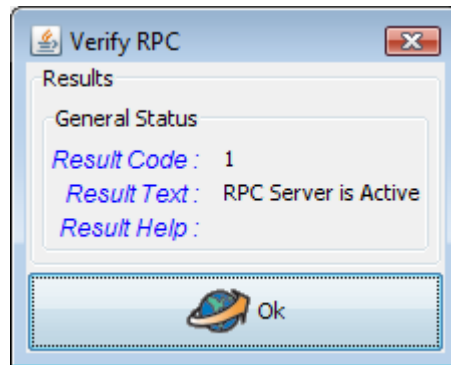 Verify RPC
Results
General Status
Result Code : 1
Result Text : RPC Server is Active
Result Help :
Ok